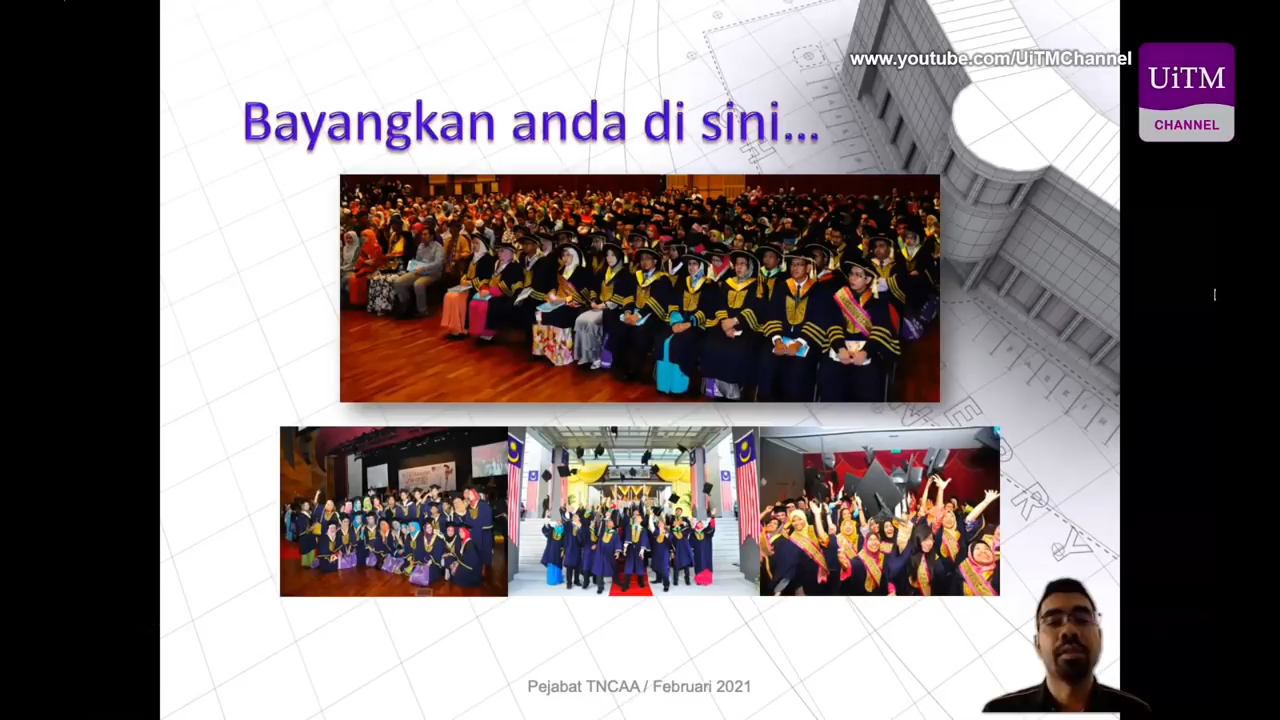 www.youtube.com/UiTMChannel
UiTM
CHANNEL
Bayangkan anda di sini...
Pejabat TNCAA / Februari 2021